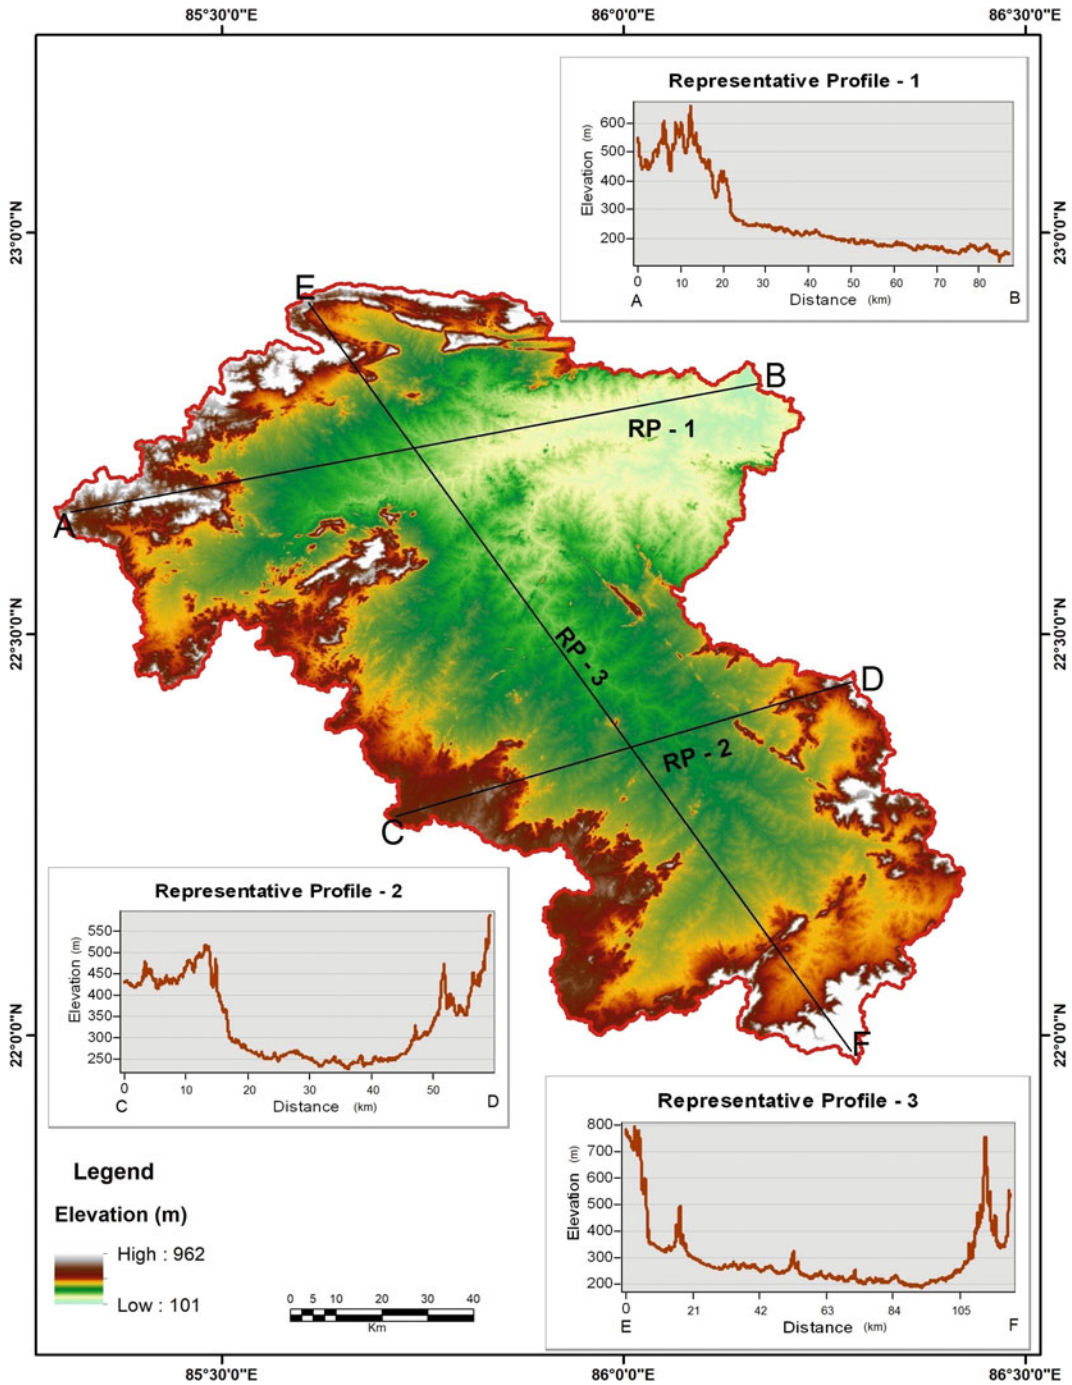 85°30'0"E 86°0'0"E 86°30'0"E
Representative Profile - 1
600
500
400
300
200
Elevation (m)
0 10 20 30 40 50 60 70 80
A Distance (km) B
23°0'0"N 23°0'0"N
E
B
RP - 1
A
22°30'0"N 22°30'0"N
RP - 3
D
RP - 2
C
Representative Profile - 2
550
500
450
400
350
300
250
Elevation (m)
0 10 20 30 40 50
C Distance (km) D
22°0'0"N 22°0'0"N
F
Representative Profile - 3
800
700
600
500
400
300
200
Elevation (m)
0 21 42 63 84 105
E Distance (km) F
Legend
Elevation (m)
High : 962
Low : 101
0 5 10 20 30 40
Km
85°30'0"E 86°0'0"E 86°30'0"E